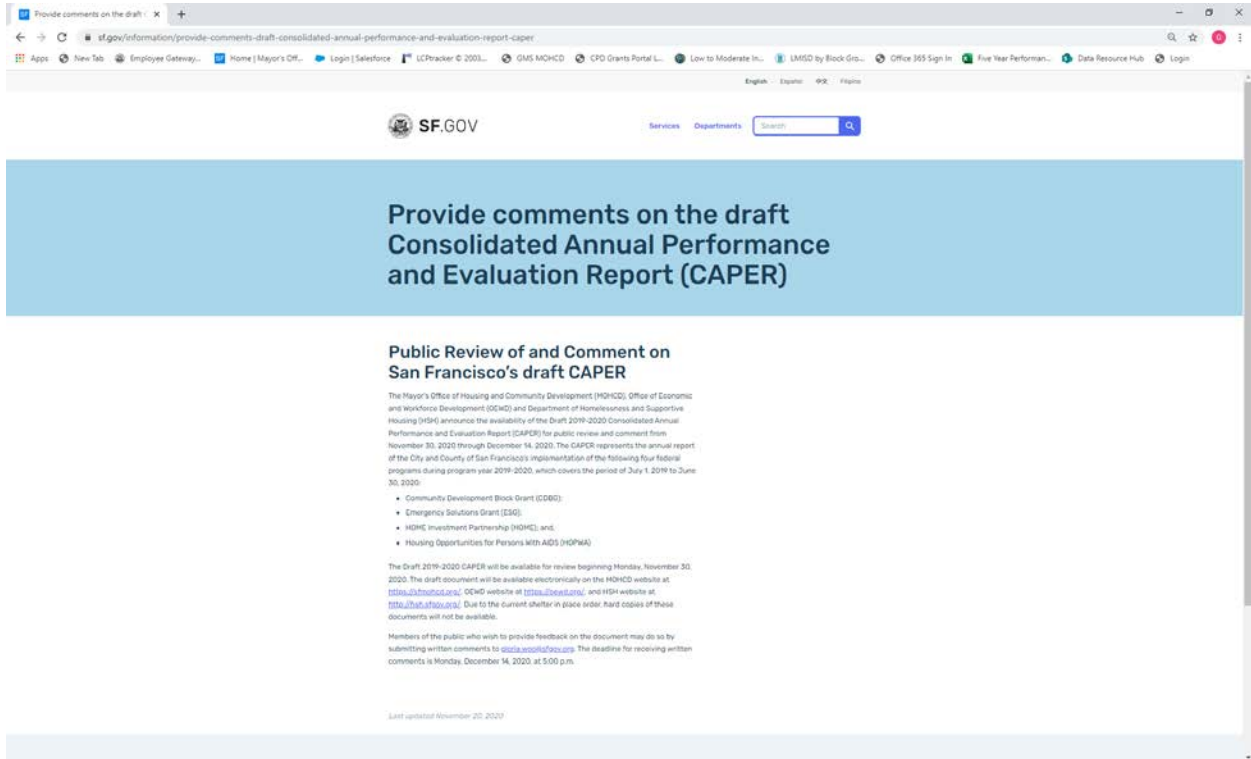 Provide comments on the draft
sf.gov/information/provide-comments-draft-consolidated-annual-performance-and-evaluation-report-caper
Apps New Tab Employee Gateway... Home | Mayor's Off... Login | Salesforce LCPtracker © 2003... GMS MOHCD CPD Grants Portal L... Low to Moderate In... LMISD by Block Gro... Office 365 Sign In Five Year Performan... Data Resource Hub Login
English Español 中文 Filipino
SF.GOV Services Departments Search
Provide comments on the draft
Consolidated Annual Performance
and Evaluation Report (CAPER)
Public Review of and Comment on
San Francisco's draft CAPER
The Mayor's Office of Housing and Community Development (MOHCD), Office of Economic
and Workforce Development (OEWD) and Department of Homelessness and Supportive
Housing (HSH) announce the availability of the Draft 2019-2020 Consolidated Annual
Performance and Evaluation Report (CAPER) for public review and comment from
November 30, 2020 through December 14, 2020. The CAPER represents the annual report
of the City and County of San Francisco's implementation of the following four federal
programs during program year 2019-2020, which covers the period of July 1, 2019 to June
30, 2020:
• Community Development Block Grant (CDBG);
• Emergency Solutions Grant (ESG);
• HOME Investment Partnership (HOME); and,
• Housing Opportunities for Persons With AIDS (HOPWA)
The Draft 2019-2020 CAPER will be available for review beginning Monday, November 30,
2020. The draft document will be available electronically on the MOHCD website at
https://sfmohcd.org/, OEWD website at https://oewd.org/, and HSH website at
http://hsh.sfgov.org/. Due to the current shelter in place order, hard copies of these
documents will not be available.
Members of the public who wish to provide feedback on the document may do so by
submitting written comments to gloria.woo@sfgov.org. The deadline for receiving written
comments is Monday, December 14, 2020, at 5:00 p.m.
Last updated November 20, 2020